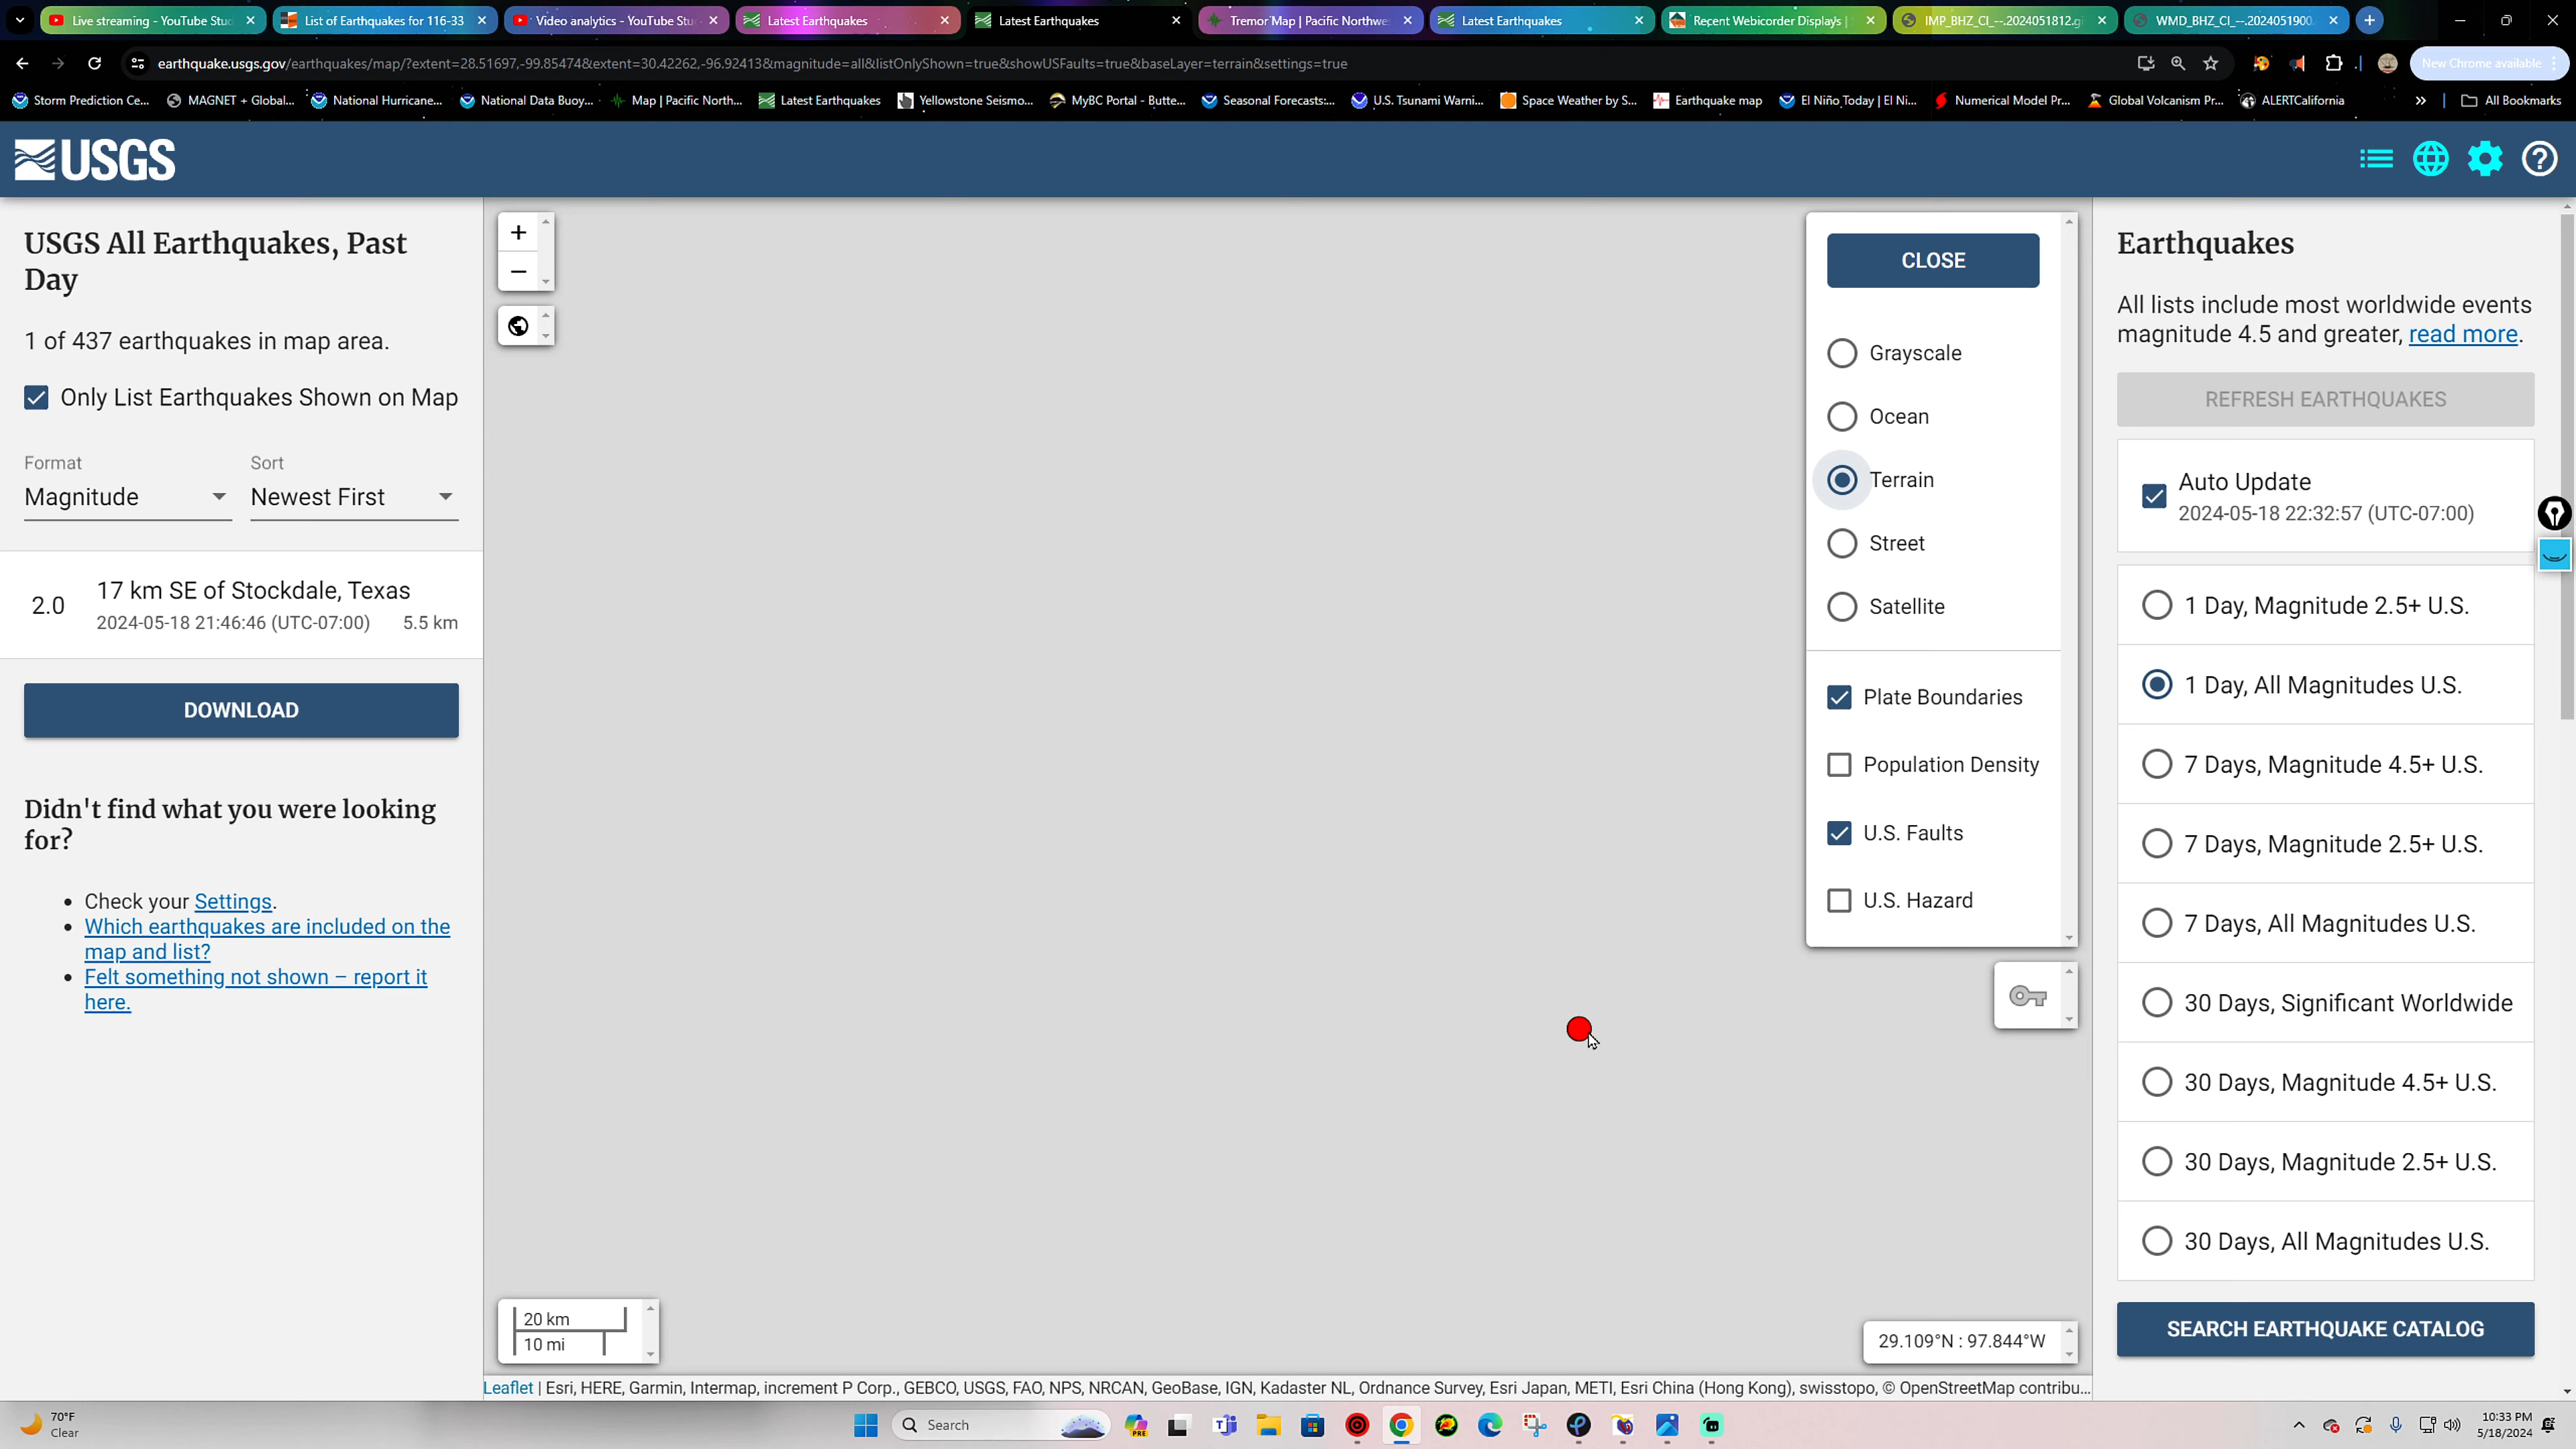 Live streaming - YouTube Stud
List of Earthquakes for 116-33
Video analytics - YouTube Stu
Latest Earthquakes
Latest Earthquakes
Tremor Map | Pacific Northwe
Latest Earthquakes
Recent Webicorder Displays |
IMP_BHZ_CI_--.2024051812.gi
WMD_BHZ_CI_--.2024051900.
earthquake.usgs.gov/earthquakes/map/?extent=28.51697,-99.85474&extent=30.42262,-96.92413&magnitude=all&listOnlyShown=true&showUSFaults=true&baseLayer=terrain&settings=true
New Chrome available
Storm Prediction Ce...
MAGNET + Global...
National Hurricane...
National Data Buoy...
Map | Pacific North...
Latest Earthquakes
Yellowstone Seismo...
MyBC Portal - Butte...
Seasonal Forecasts:...
U.S. Tsunami Warni...
Space Weather by S...
Earthquake map
El Niño Today | El Ni...
Numerical Model Pr...
Global Volcanism Pr...
ALERTCalifornia
All Bookmarks
USGS
USGS All Earthquakes, Past
Day
1 of 437 earthquakes in map area.
Only List Earthquakes Shown on Map
Format
Sort
Magnitude
Newest First
2.0
17 km SE of Stockdale, Texas
2024-05-18 21:46:46 (UTC-07:00)
5.5 km
DOWNLOAD
Didn't find what you were looking
for?
Check your Settings.
Which earthquakes are included on the
map and list?
Felt something not shown – report it
here.
+
−
CLOSE
Grayscale
Ocean
Terrain
Street
Satellite
Plate Boundaries
Population Density
U.S. Faults
U.S. Hazard
20 km
10 mi
29.109°N : 97.844°W
Leaflet | Esri, HERE, Garmin, Intermap, increment P Corp., GEBCO, USGS, FAO, NPS, NRCAN, GeoBase, IGN, Kadaster NL, Ordnance Survey, Esri Japan, METI, Esri China (Hong Kong), swisstopo, © OpenStreetMap contribu...
Earthquakes
All lists include most worldwide events
magnitude 4.5 and greater, read more.
REFRESH EARTHQUAKES
Auto Update
2024-05-18 22:32:57 (UTC-07:00)
1 Day, Magnitude 2.5+ U.S.
1 Day, All Magnitudes U.S.
7 Days, Magnitude 4.5+ U.S.
7 Days, Magnitude 2.5+ U.S.
7 Days, All Magnitudes U.S.
30 Days, Significant Worldwide
30 Days, Magnitude 4.5+ U.S.
30 Days, Magnitude 2.5+ U.S.
30 Days, All Magnitudes U.S.
SEARCH EARTHQUAKE CATALOG
70°F
Clear
Search
PRE
10:33 PM
5/18/2024